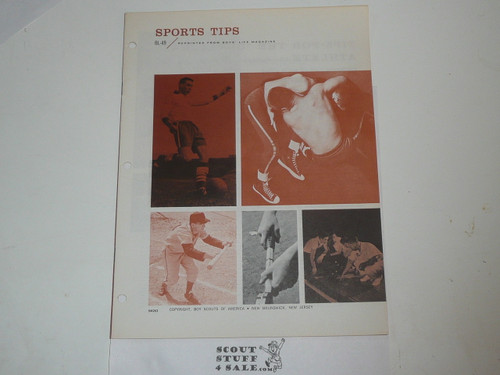 SPORTS TIPS
REPRINTED FROM BOYS' LIFE MAGAZINE
COPYRIGHT, BOY SCOUTS OF AMERICA • NEW BRUNSWICK, NEW JERSEY
SCOUT
STUFF
4 SALE.com